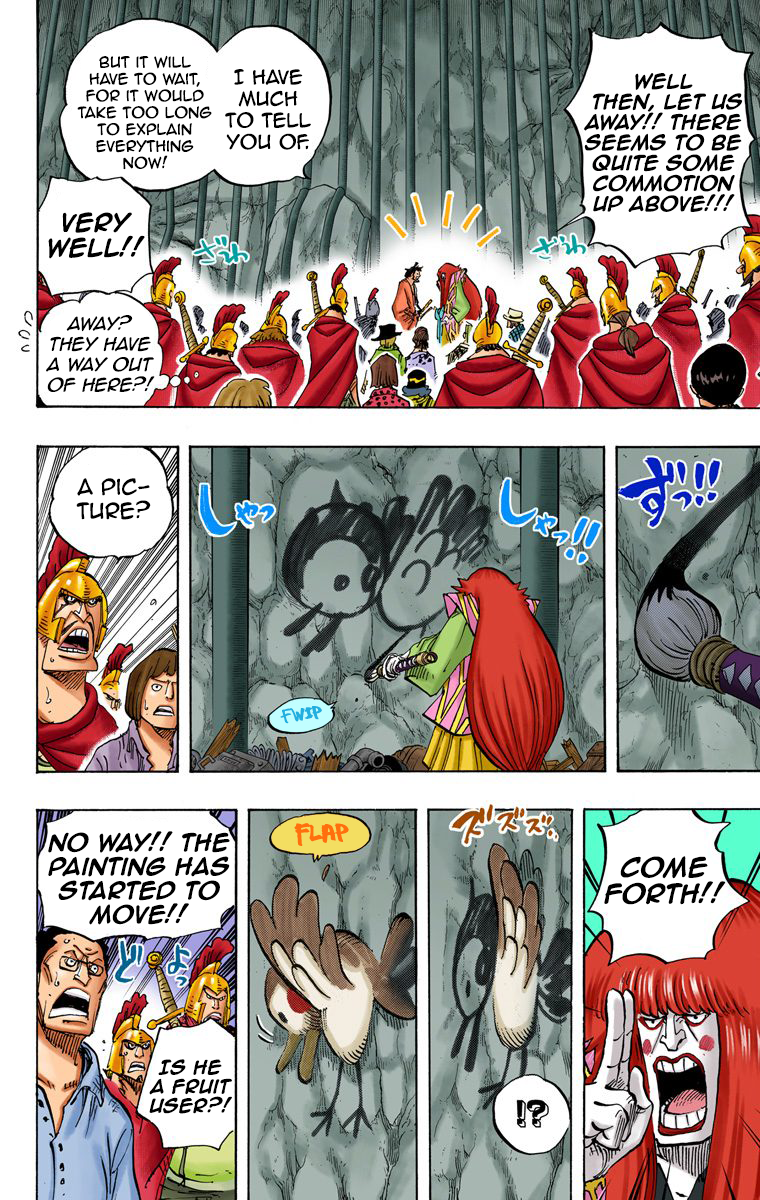 WELL
THEN, LET US
AWAY!! THERE
SEEMS TO BE
QUITE SOME
COMMOTION
UP ABOVE!!!
I HAVE
MUCH
TO TELL
YOU OF.
BUT IT WILL
HAVE TO WAIT,
FOR IT WOULD
TAKE TOO LONG
TO EXPLAIN
EVERYTHING
NOW!
ざわ
ざわ
VERY
WELL!!
AWAY?
THEY HAVE
A WAY OUT
OF HERE?!
ずっ!!
しゃっ!!
しゃっ
FWIP
A PIC-
TURE?
COME
FORTH!!
ズズズ..
!?
FLAP
NO WAY!! THE
PAINTING HAS
STARTED TO
MOVE!!
どよっ
IS HE
A FRUIT
USER?!